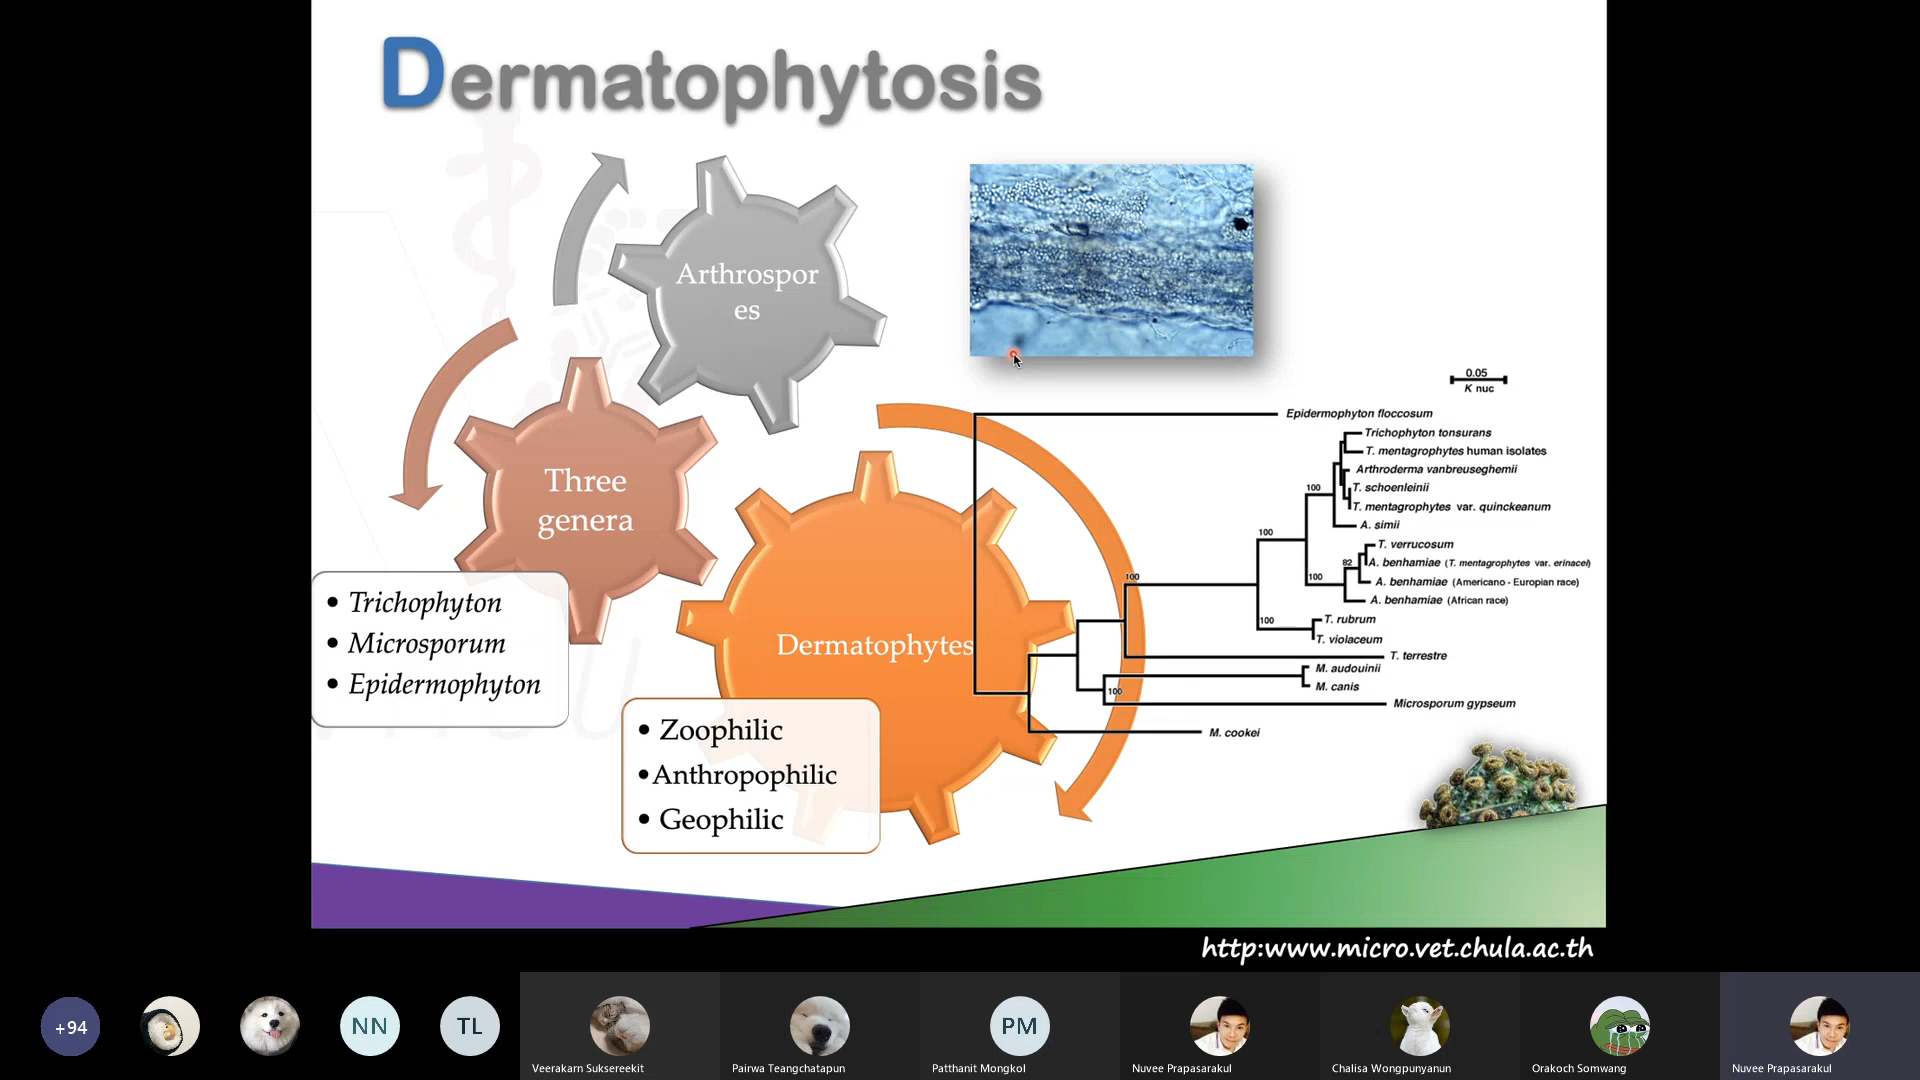 Dermatophytosis
Arthrospor
es
Three
genera
• Trichophyton
• Microsporum
• Epidermophyton
Dermatophytes
• Zoophilic
•Anthropophilic
• Geophilic
0.05
K nuc
Epidermophyton floccosum
Trichophyton tonsurans
T. mentagrophytes human isolates
Arthroderma vanbreuseghemii
100
T. schoenleinii
T. mentagrophytes var. quinckeanum
A. simii
100
T. verrucosum
82
A. benhamiae (T. mentagrophytes var. erinacei)
100
100
A. benhamiae (Americano - Europian race)
A. benhamiae (African race)
100
T. rubrum
T. violaceum
T. terrestre
M. audouinii
M. canis
100
Microsporum gypseum
M. cookei
http:www.micro.vet.chula.ac.th
+94
NN
TL
PM
Veerakarn Suksereekit
Pairwa Teangchatapun
Patthanit Mongkol
Nuvee Prapasarakul
Chalisa Wongpunyanun
Orakoch Somwang
Nuvee Prapasarakul